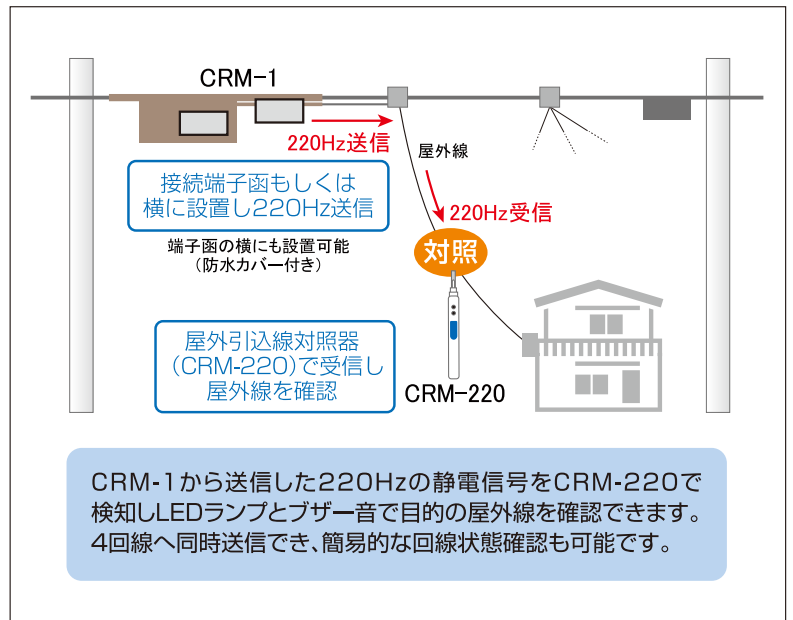 CRM-1
220Hz送信
屋外線
接続端子函もしくは
横に設置し220Hz送信
220Hz受信
端子函の横にも設置可能
（防水カバー付き）
対照
屋外引込線対照器
（CRM-220）で受信し
屋外線を確認
CRM-220
CRM-1から送信した220Hzの静電信号をCRM-220で
検知しLEDランプとブザー音で目的の屋外線を確認できます。
4回線へ同時送信でき、簡易的な回線状態確認も可能です。